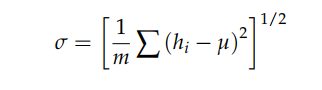 σ = [1/m ∑ (hᵢ − μ)²]^1/2